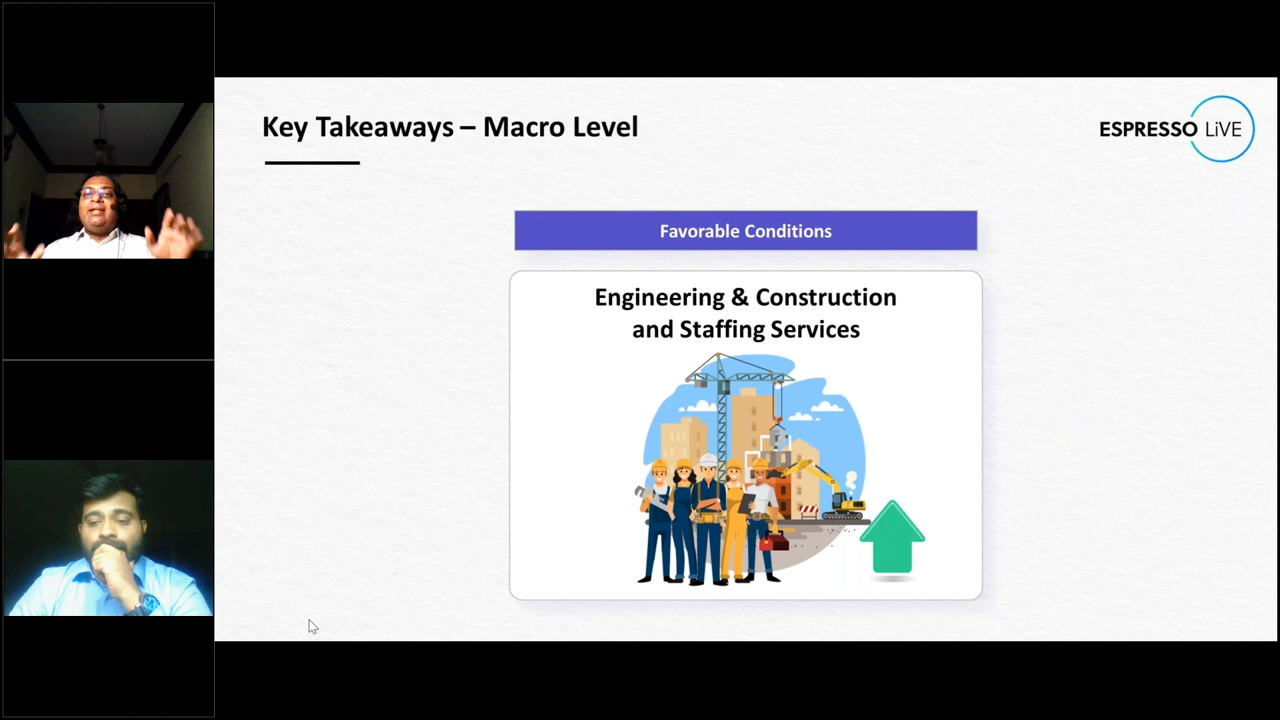 Key Takeaways – Macro Level
ESPRESSO LiVE
Favorable Conditions
Engineering & Construction
and Staffing Services